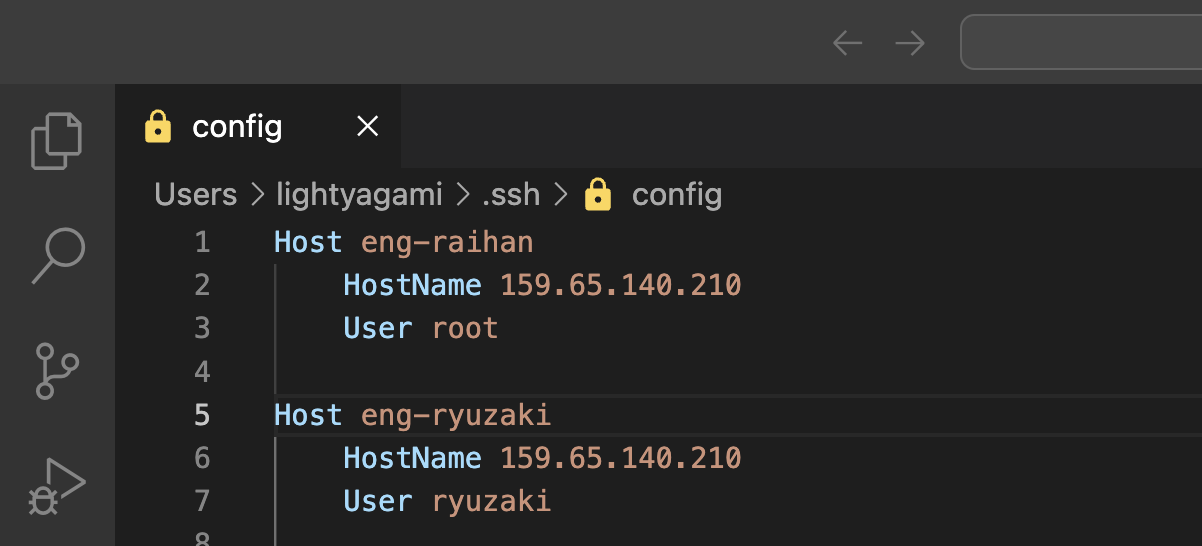 config
Users > lightyagami > .ssh > config
1 Host eng-raihan
2 HostName 159.65.140.210
3 User root
4
5 Host eng-ryuzaki
6 HostName 159.65.140.210
7 User ryuzaki
8